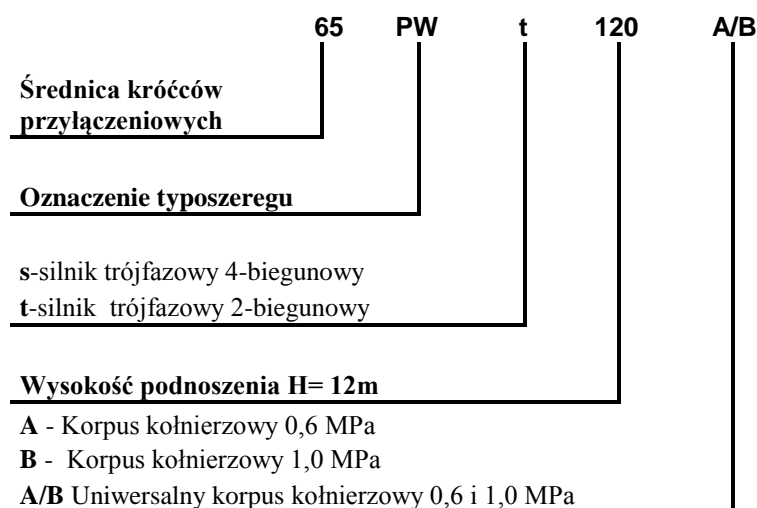 65 PW t 120 A/B
Średnica króćców
przyłączeniowych
Oznaczenie typoszeregu
s-silnik trójfazowy 4-biegunowy
t-silnik trójfazowy 2-biegunowy
Wysokość podnoszenia H= 12m
A - Korpus kołnierzowy 0,6 MPa
B - Korpus kołnierzowy 1,0 MPa
A/B Uniwersalny korpus kołnierzowy 0,6 i 1,0 MPa